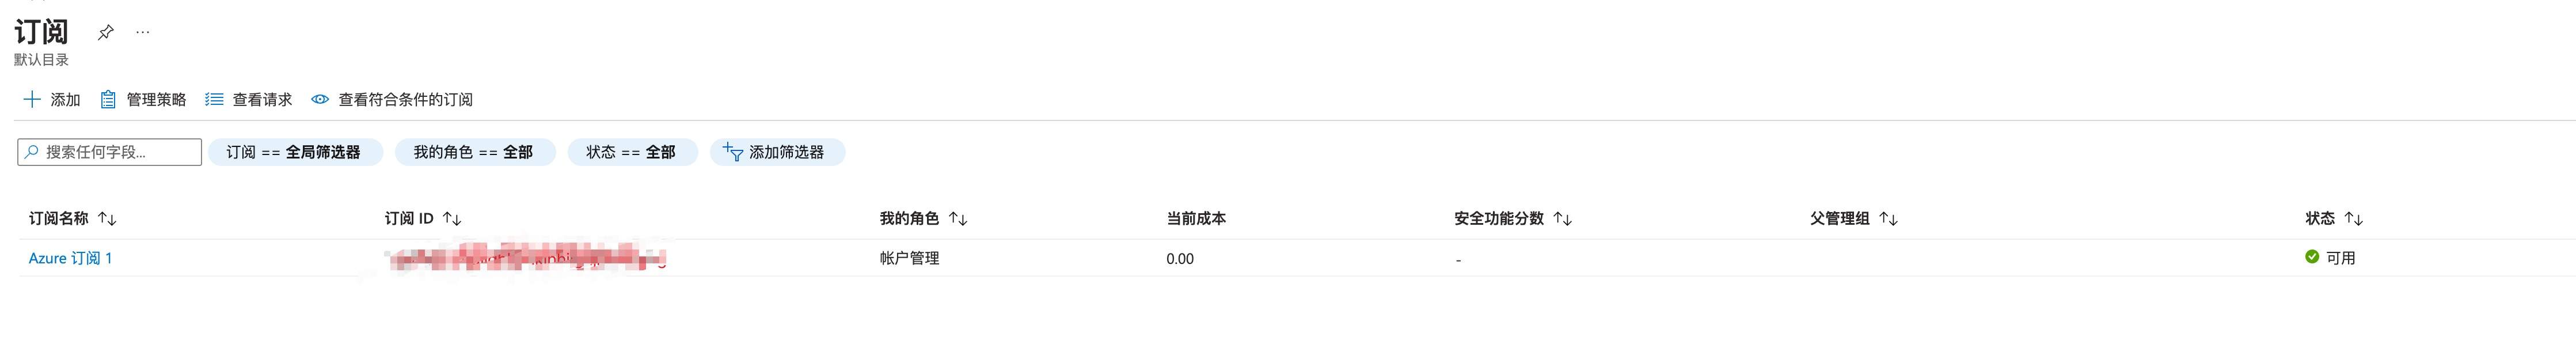 订阅 ...
默认目录
添加 管理策略 查看请求 查看符合条件的订阅
搜索任何字段... 订阅 == 全局筛选器 我的角色 == 全部 状态 == 全部 添加筛选器
订阅名称 ↑↓ 订阅 ID ↑↓ 我的角色 ↑↓ 当前成本 安全功能分数 ↑↓ 父管理组 ↑↓ 状态 ↑↓
Azure 订阅 1 帐户管理 0.00 - 可用